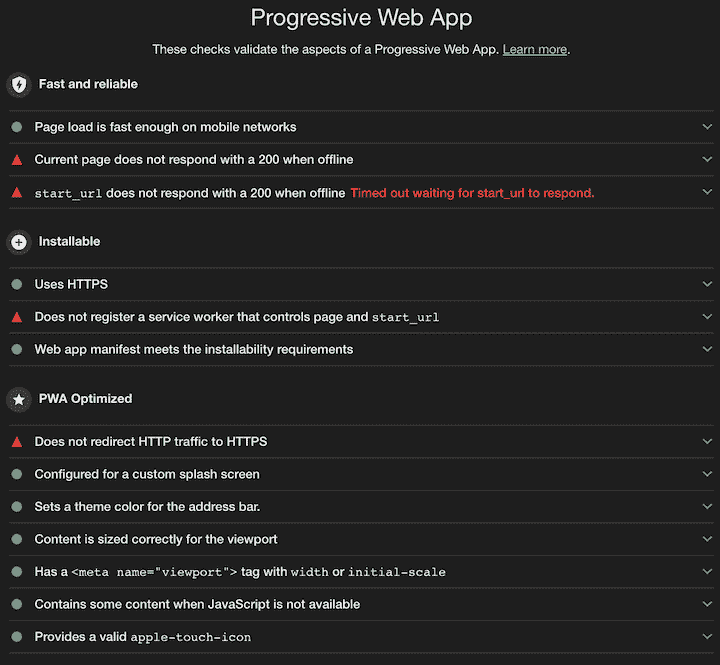 Progressive Web App
These checks validate the aspects of a Progressive Web App. Learn more.
Fast and reliable
Page load is fast enough on mobile networks
Current page does not respond with a 200 when offline
start_url does not respond with a 200 when offline Timed out waiting for start_url to respond.
Installable
Uses HTTPS
Does not register a service worker that controls page and start_url
Web app manifest meets the installability requirements
PWA Optimized
Does not redirect HTTP traffic to HTTPS
Configured for a custom splash screen
Sets a theme color for the address bar.
Content is sized correctly for the viewport
Has a <meta name="viewport"> tag with width or initial-scale
Contains some content when JavaScript is not available
Provides a valid apple-touch-icon